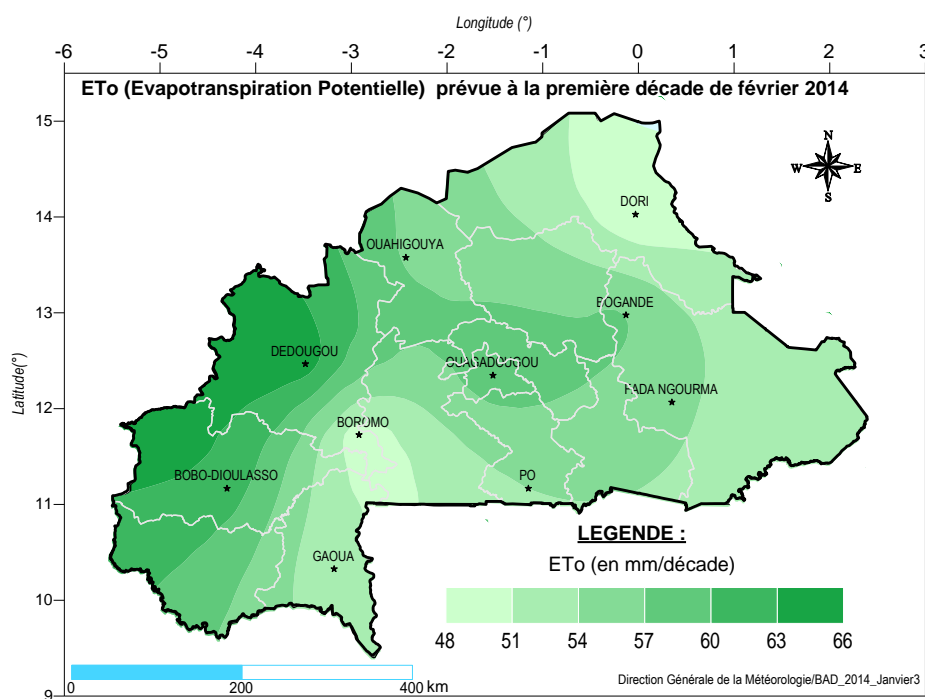 Longitude (°)
-6 -5 -4 -3 -2 -1 0 1 2 3
ETo (Evapotranspiration Potentielle) prévue à la première décade de février 2014
15
N
W E
S
DORI
14
OUAHIGOUYA
BOGANDE
13
DEDOUGOU
OUAGADOUGOU
Latitude(°)
FADA NGOURMA
12
BOROMO
BOBO-DIOULASSO
PO
11
LEGENDE :
GAOUA
ETo (en mm/décade)
10
48 51 54 57 60 63 66
9
0 200 400 km
Direction Générale de la Météorologie/BAD_2014_Janvier3